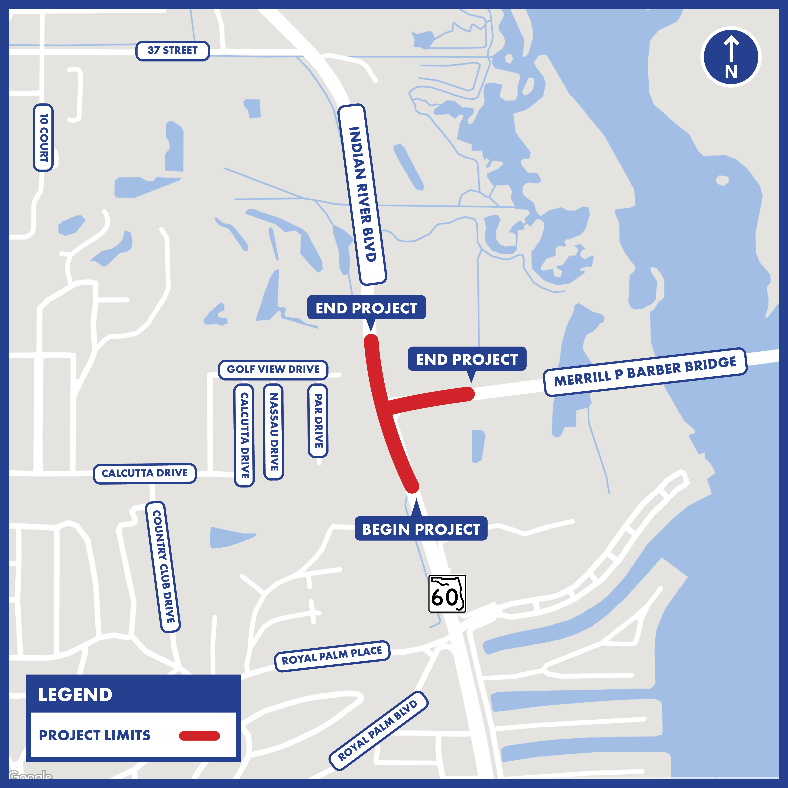 37 STREET
N
10 COURT
INDIAN RIVER BLVD
END PROJECT
END PROJECT
MERRILL P BARBER BRIDGE
GOLF VIEW DRIVE
CALCUTTA DRIVE
NASSAU DRIVE
PAR DRIVE
CALCUTTA DRIVE
COUNTRY CLUB DRIVE
BEGIN PROJECT
60
ROYAL PALM PLACE
ROYAL PALM BLVD
LEGEND
PROJECT LIMITS
Google